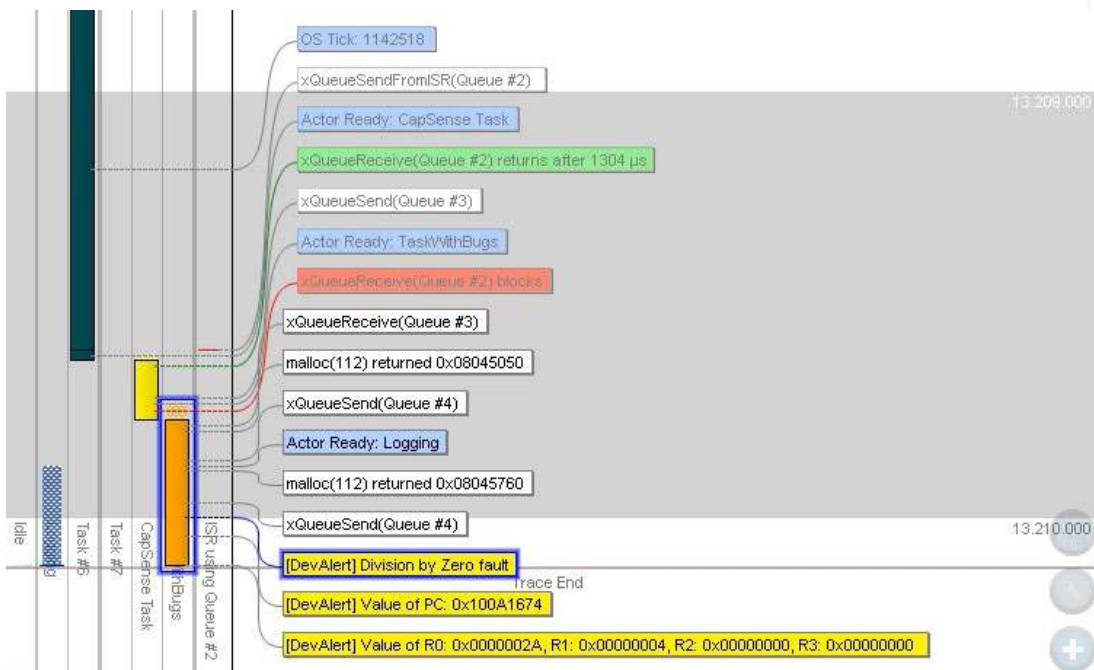 OS Tick: 1142518
xQueueSendFromISR(Queue #2)
13.209.000
Actor Ready: CapSense Task
xQueueReceive(Queue #2) returns after 1304 µs
xQueueSend(Queue #3)
Actor Ready: TaskWithBugs
xQueueReceive(Queue #2) blocks
xQueueReceive(Queue #3)
malloc(112) returned 0x08045050
xQueueSend(Queue #4)
Actor Ready: Logging
malloc(112) returned 0x08045760
xQueueSend(Queue #4)
13.210.000
[DevAlert] Division by Zero fault
Trace End
[DevAlert] Value of PC: 0x100A1674
[DevAlert] Value of R0: 0x0000002A, R1: 0x00000004, R2: 0x00000000, R3: 0x00000000
Idle
g
Task #6
Task #7
CapSense Task
ithBugs
ISR using Queue #2